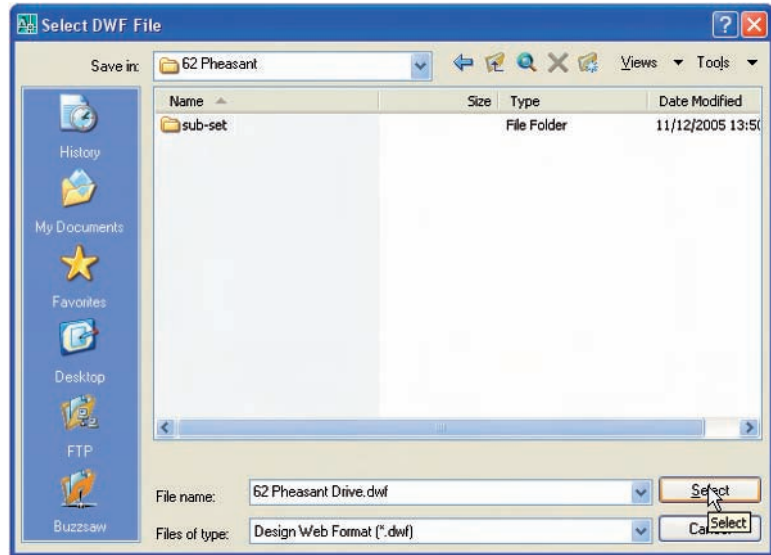 Select DWF File
Save in: 62 Pheasant Views Tools
Name Size Type Date Modified
sub-set File Folder 11/12/2005 13:50
History
My Documents
Favorites
Desktop
FTP
Buzzsaw
File name: 62 Pheasant Drive.dwf Select
Files of type: Design Web Format (*.dwf)
Select